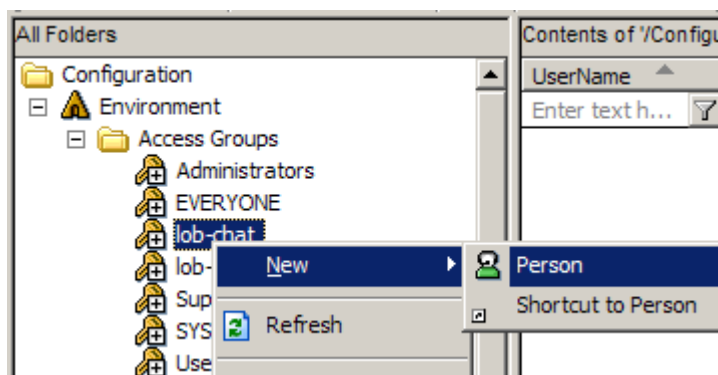 All Folders
Contents of '/Configu
Configuration
UserName
Environment
Enter text h...
Access Groups
Administrators
EVERYONE
lob-chat
lob-
New
Person
Sup
Shortcut to Person
SYS
Refresh
Use